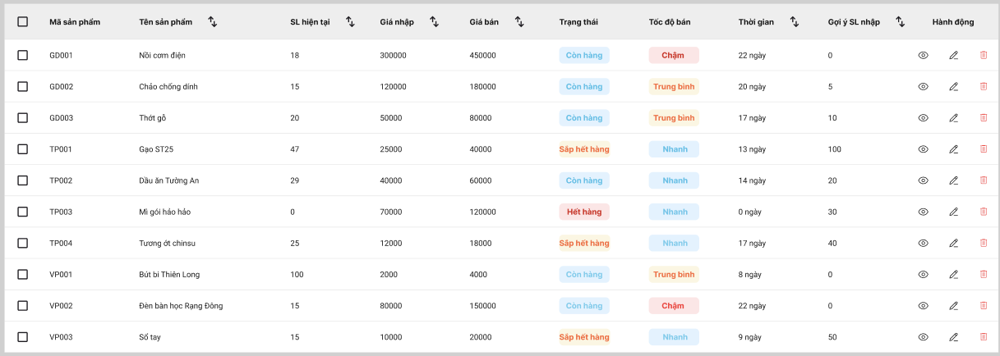 Mã sản phẩm Tên sản phẩm SL hiện tại Giá nhập Giá bán Trạng thái Tốc độ bán Thời gian Gợi ý SL nhập Hành động
GD001 Nồi cơm điện 18 300000 450000 Còn hàng Chậm 22 ngày 0
GD002 Chảo chống dính 15 120000 180000 Còn hàng Trung bình 20 ngày 5
GD003 Thớt gỗ 20 50000 80000 Còn hàng Trung bình 17 ngày 10
TP001 Gạo ST25 47 25000 40000 Sắp hết hàng Nhanh 13 ngày 100
TP002 Dầu ăn Tường An 29 40000 60000 Còn hàng Nhanh 14 ngày 20
TP003 Mì gói hảo hảo 0 70000 120000 Hết hàng Nhanh 0 ngày 30
TP004 Tương ớt chinsu 25 12000 18000 Sắp hết hàng Nhanh 17 ngày 40
VP001 Bút bi Thiên Long 100 2000 4000 Còn hàng Trung bình 8 ngày 0
VP002 Đèn bàn học Rạng Đông 15 80000 150000 Còn hàng Chậm 22 ngày 0
VP003 Sổ tay 15 10000 20000 Sắp hết hàng Nhanh 9 ngày 50